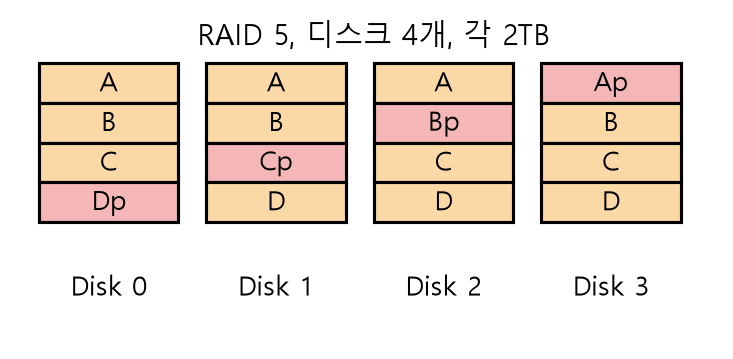 RAID 5, 디스크 4개, 각 2TB
A A A Ap
B B Bp B
C Cp C C
Dp D D D
Disk 0 Disk 1 Disk 2 Disk 3